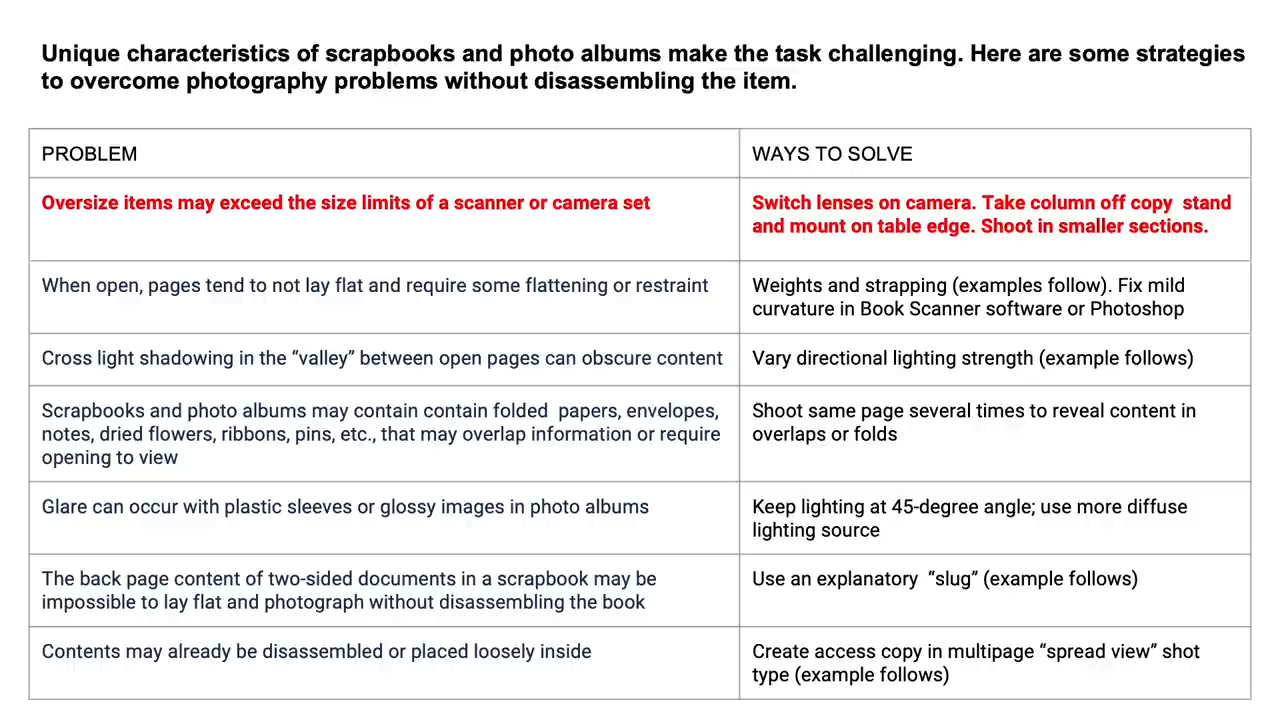 Unique characteristics of scrapbooks and photo albums make the task challenging. Here are some strategies
to overcome photography problems without disassembling the item.
PROBLEM
WAYS TO SOLVE
Oversize items may exceed the size limits of a scanner or camera set
Switch lenses on camera. Take column off copy  stand
and mount on table edge. Shoot in smaller sections.
When open, pages tend to not lay flat and require some flattening or restraint
Weights and strapping (examples follow). Fix mild
curvature in Book Scanner software or Photoshop
Cross light shadowing in the “valley” between open pages can obscure content
Vary directional lighting strength (example follows)
Scrapbooks and photo albums may contain contain folded  papers, envelopes,
notes, dried flowers, ribbons, pins, etc., that may overlap information or require
opening to view
Shoot same page several times to reveal content in
overlaps or folds
Glare can occur with plastic sleeves or glossy images in photo albums
Keep lighting at 45-degree angle; use more diffuse
lighting source
The back page content of two-sided documents in a scrapbook may be
impossible to lay flat and photograph without disassembling the book
Use an explanatory  “slug” (example follows)
Contents may already be disassembled or placed loosely inside
Create access copy in multipage “spread view” shot
type (example follows)